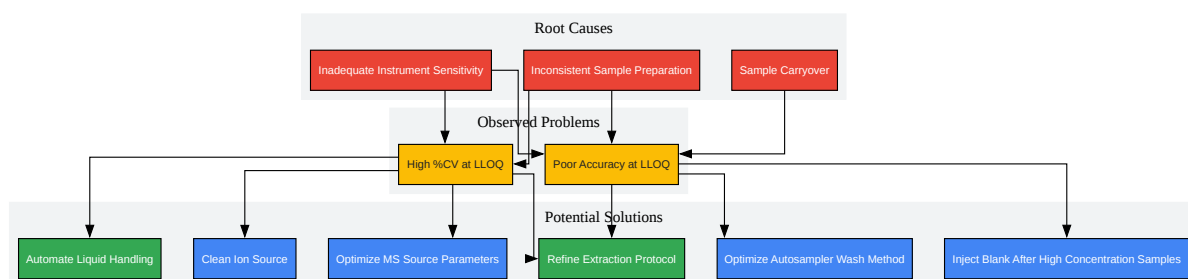 Root Causes
Inadequate Instrument Sensitivity
Inconsistent Sample Preparation
Sample Carryover
Observed Problems
High %CV at LLOQ
Poor Accuracy at LLOQ
Potential Solutions
Automate Liquid Handling
Clean Ion Source
Optimize MS Source Parameters
Refine Extraction Protocol
Optimize Autosampler Wash Method
Inject Blank After High Concentration Samples